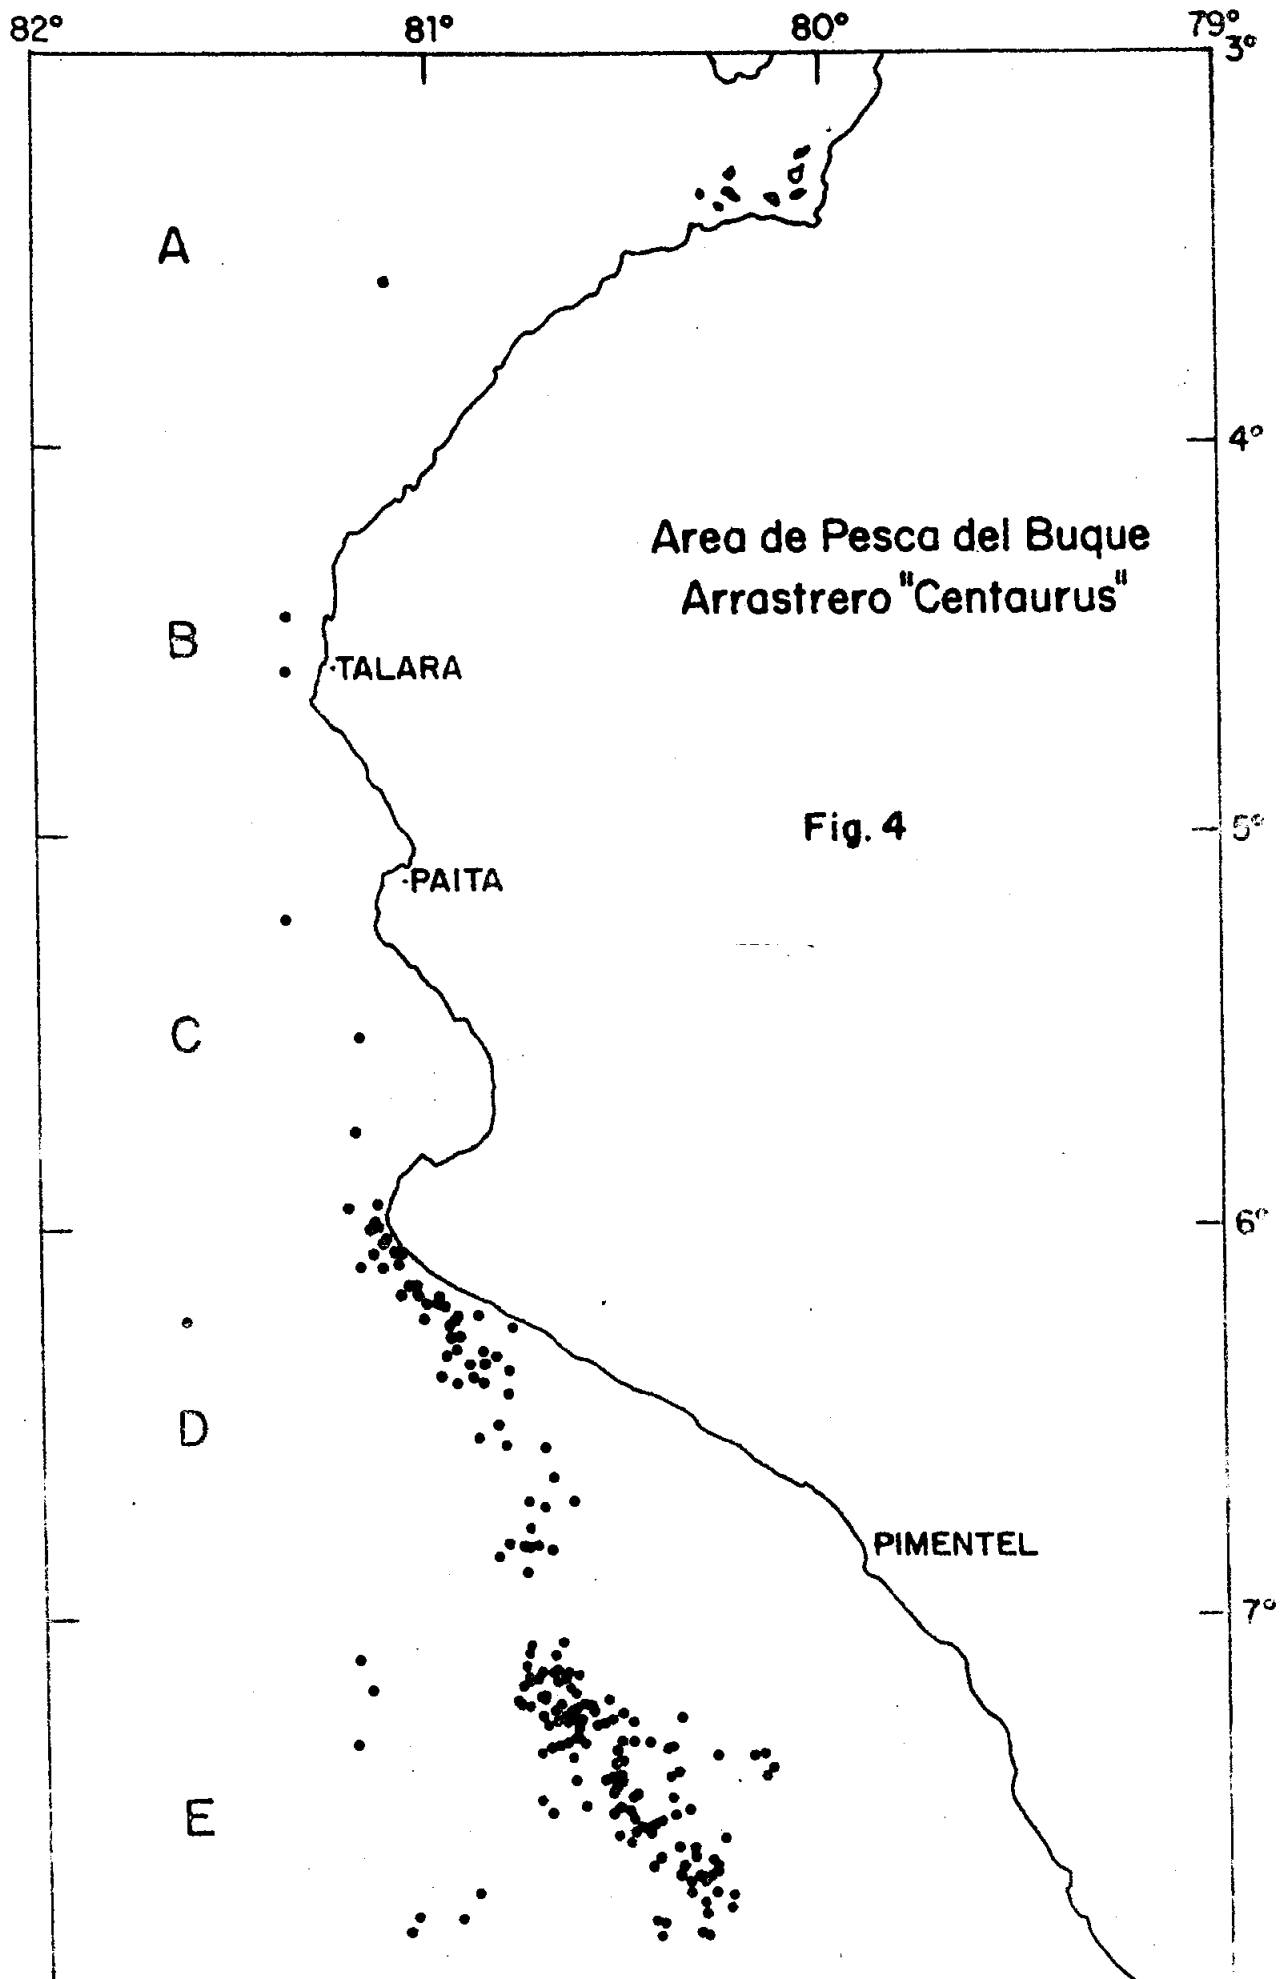 82° 81° 80° 79°
3°
A
4°
Area de Pesca del Buque
Arrastrero "Centaurus"
B
·TALARA
Fig. 4
5°
·PAITA
C
6°
D
PIMENTEL
7°
E